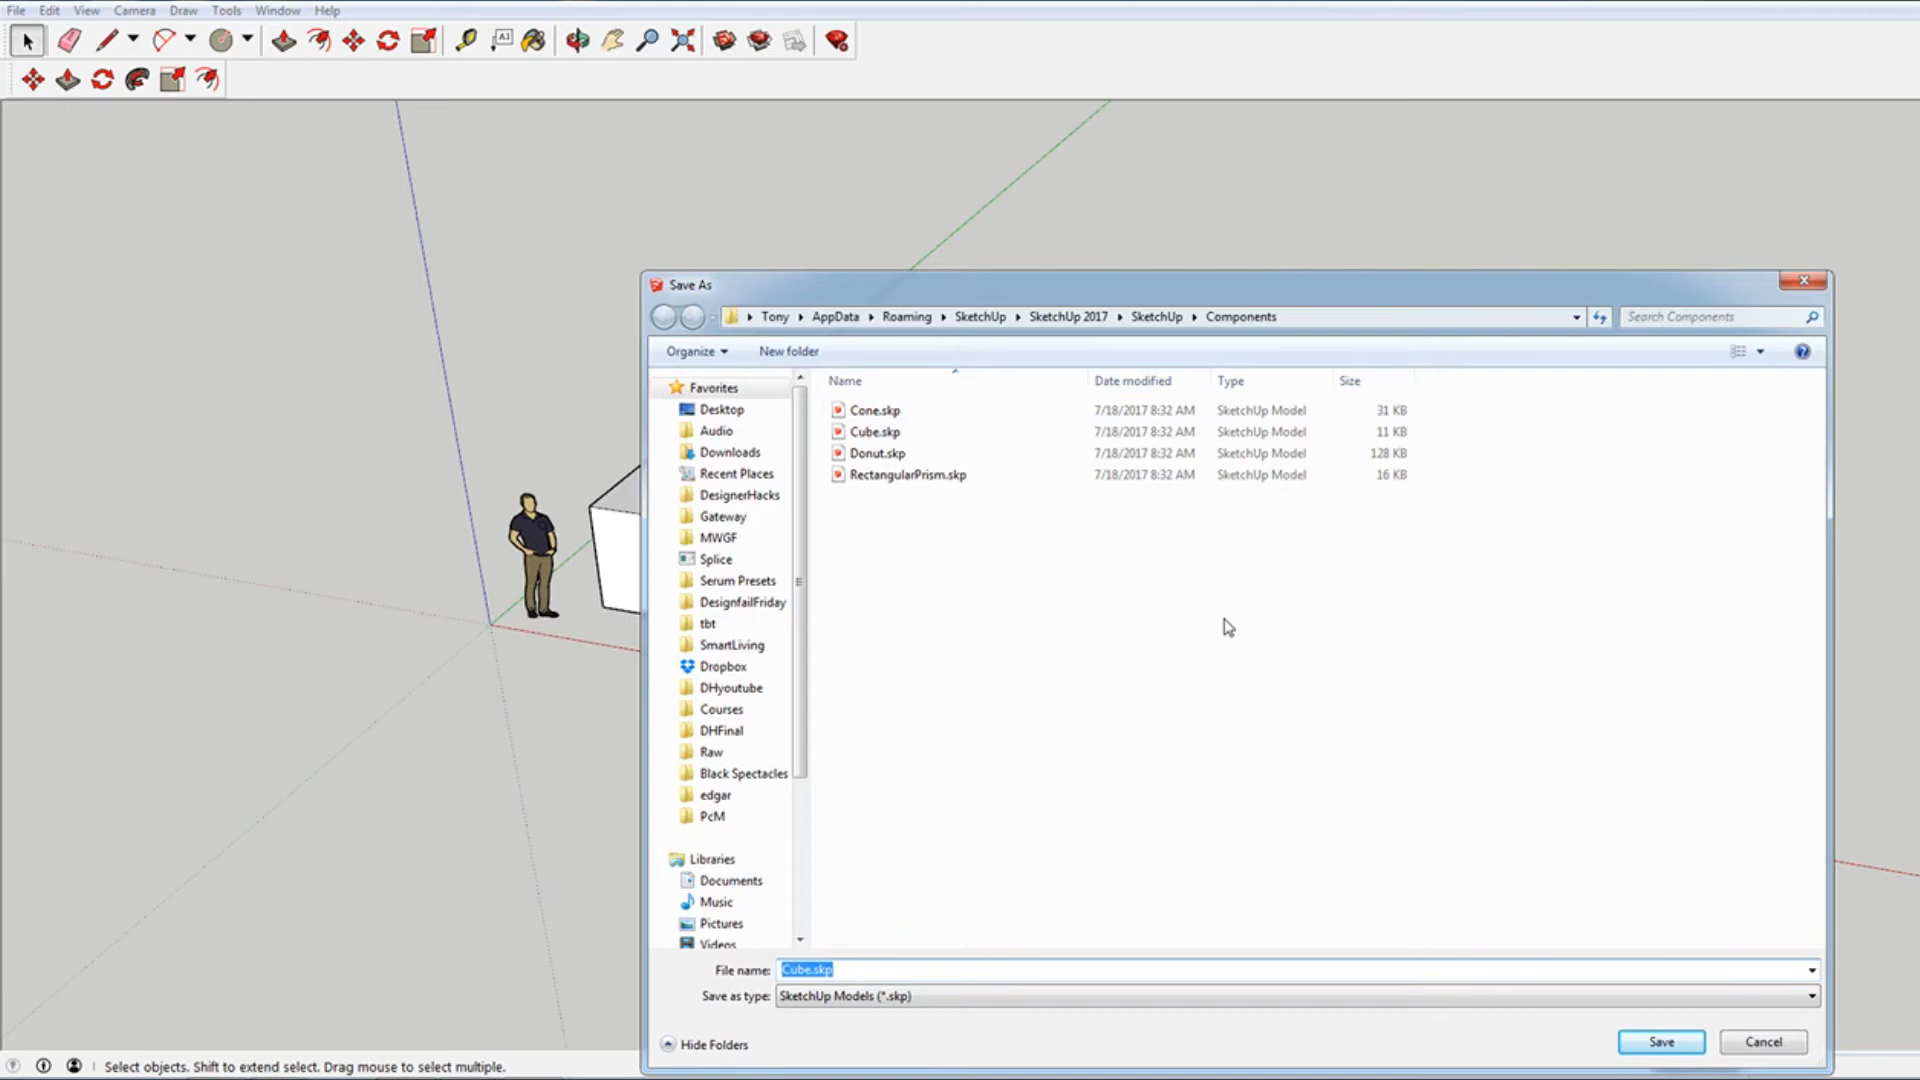 File Edit View Camera Draw Tools Window Help
AI
Save As
Tony AppData Roaming SketchUp SketchUp 2017 SketchUp Components
Search Components
Organize New folder
Name Date modified Type Size
Cone.skp 7/18/2017 8:32 AM SketchUp Model 31 KB
Cube.skp 7/18/2017 8:32 AM SketchUp Model 11 KB
Donut.skp 7/18/2017 8:32 AM SketchUp Model 128 KB
RectangularPrism.skp 7/18/2017 8:32 AM SketchUp Model 16 KB
Favorites
Desktop
Audio
Downloads
Recent Places
DesignerHacks
Gateway
MWGF
Splice
Serum Presets
DesignfailFriday
tbt
SmartLiving
Dropbox
DHyoutube
Courses
DHFinal
Raw
Black Spectacles
edgar
PcM
Libraries
Documents
Music
Pictures
Videos
File name: Cube.skp
Save as type: SketchUp Models (*.skp)
Hide Folders
Save Cancel
Select objects. Shift to extend select. Drag mouse to select multiple.